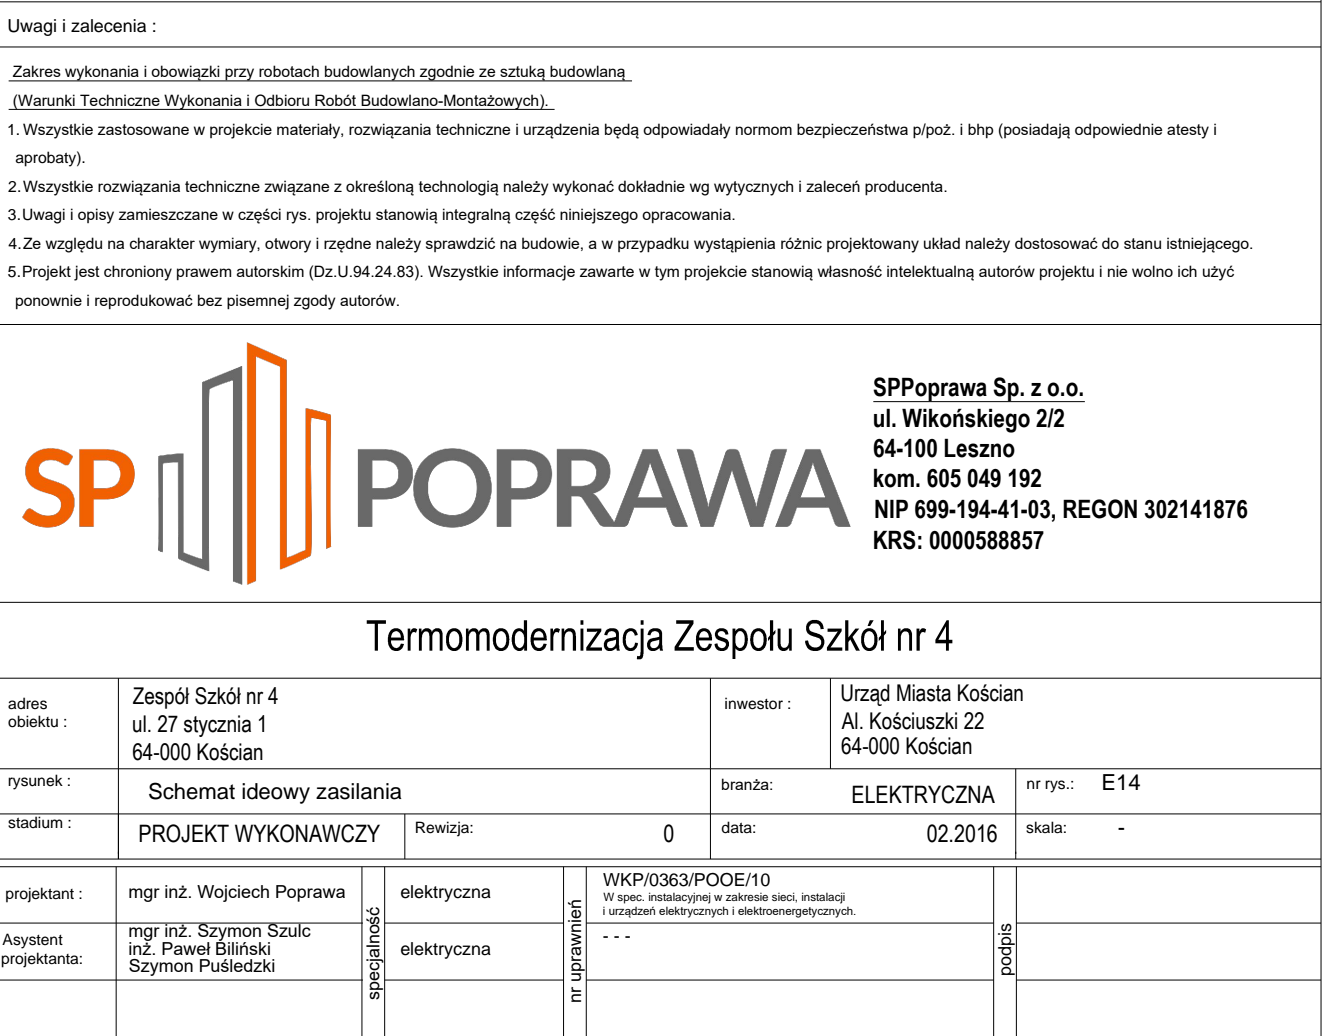 Uwagi i zalecenia :
Zakres wykonania i obowiązki przy robotach budowlanych zgodnie ze sztuką budowlaną
(Warunki Techniczne Wykonania i Odbioru Robót Budowlano-Montażowych).
1. Wszystkie zastosowane w projekcie materiały, rozwiązania techniczne i urządzenia będą odpowiadały normom bezpieczeństwa p/poż. i bhp (posiadają odpowiednie atesty i
aprobaty).
2. Wszystkie rozwiązania techniczne związane z określoną technologią należy wykonać dokładnie wg wytycznych i zaleceń producenta.
3. Uwagi i opisy zamieszczane w części rys. projektu stanowią integralną część niniejszego opracowania.
4. Ze względu na charakter wymiary, otwory i rzędne należy sprawdzić na budowie, a w przypadku wystąpienia różnic projektowany układ należy dostosować do stanu istniejącego.
5. Projekt jest chroniony prawem autorskim (Dz.U.94.24.83). Wszystkie informacje zawarte w tym projekcie stanowią własność intelektualną autorów projektu i nie wolno ich użyć
ponownie i reprodukować bez pisemnej zgody autorów.
SP POPRAWA
SPPoprawa Sp. z o.o.
ul. Wikońskiego 2/2
64-100 Leszno
kom. 605 049 192
NIP 699-194-41-03, REGON 302141876
KRS: 0000588857
Termomodernizacja Zespołu Szkół nr 4
adres
obiektu :
Zespół Szkół nr 4
ul. 27 stycznia 1
64-000 Kościan
inwestor :
Urząd Miasta Kościan
Al. Kościuszki 22
64-000 Kościan
rysunek :
Schemat ideowy zasilania
branża:
ELEKTRYCZNA
nr rys.:
E14
stadium :
PROJEKT WYKONAWCZY
Rewizja:
0
data:
02.2016
skala:
-
projektant :
mgr inż. Wojciech Poprawa
specjalność
elektryczna
nr uprawnień
WKP/0363/POOE/10
W spec. instalacyjnej w zakresie sieci, instalacji
i urządzeń elektrycznych i elektroenergetycznych.
podpis
Asystent
projektanta:
mgr inż. Szymon Szulc
inż. Paweł Biliński
Szymon Puśledzki
elektryczna
- - -